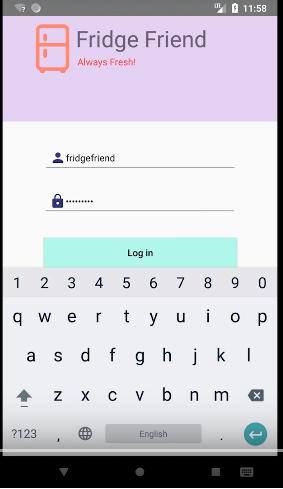 11:58
Fridge Friend
Always Fresh!
fridgefriend
•••••••••
Log in
1 2 3 4 5 6 7 8 9 0
q w e r t y u i o p
a s d f g h j k l
z x c v b n m
?123 , English .